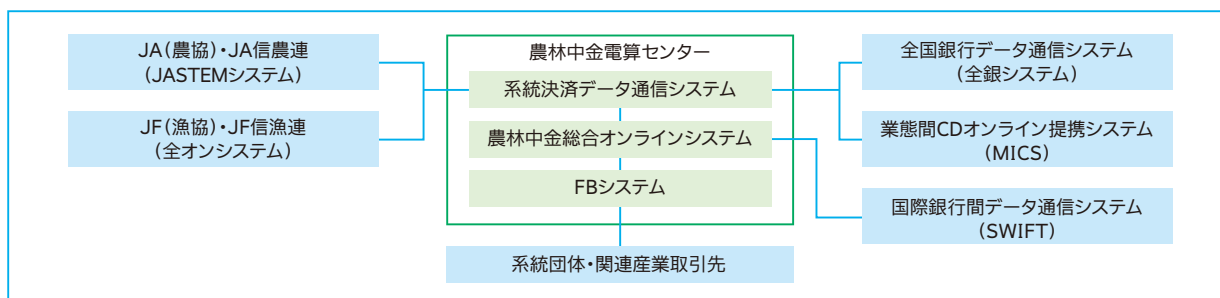 JA(農協)・JA信農連
(JASTEMシステム)
JF(漁協)・JF信漁連
(全オンシステム)
農林中金電算センター
系統決済データ通信システム
農林中金総合オンラインシステム
FBシステム
系統団体・関連産業取引先
全国銀行データ通信システム
(全銀システム)
業態間CDオンライン提携システム
(MICS)
国際銀行間データ通信システム
(SWIFT)